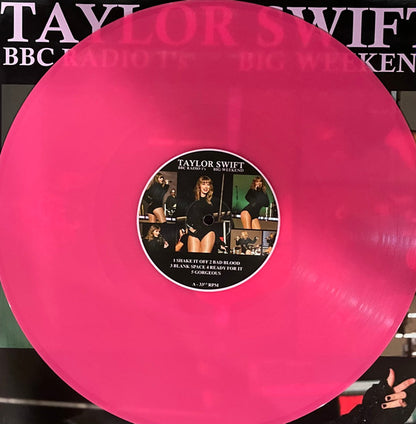 TAYLOR SWIFT
BBC RADIO 1's BIG WEEKEN
TAYLOR SWIFT
BBC RADIO 1's BIG WEEKEND
1 SHAKE IT OFF 2 BAD BLOOD
3 BLANK SPACE 4 READY FOR IT
5 GORGEOUS
A - 33⅓ RPM